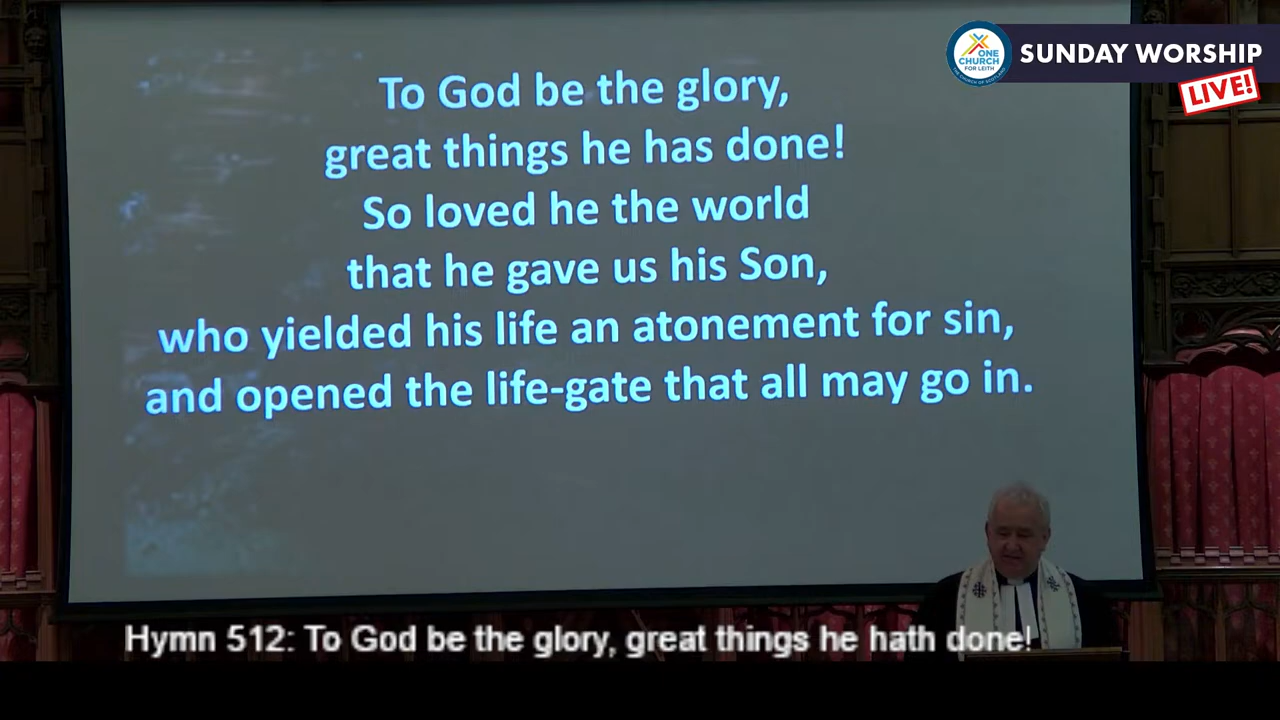 To God be the glory,
great things he has done!
So loved he the world
that he gave us his Son,
who yielded his life an atonement for sin,
and opened the life-gate that all may go in.
ONE
CHURCH
FOR LEITH
SUNDAY WORSHIP
LIVE!
Hymn 512: To God be the glory, great things he hath done!